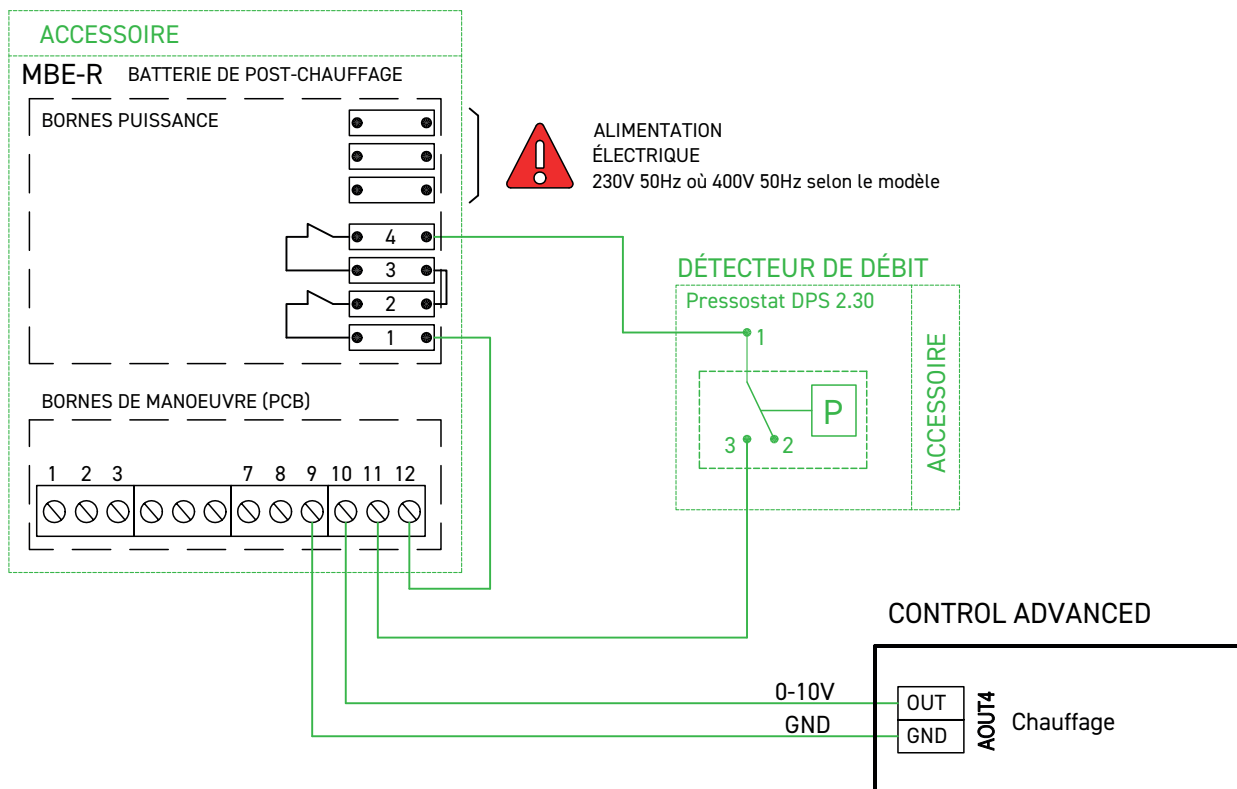 ACCESSOIRE
MBE-R BATTERIE DE POST-CHAUFFAGE
BORNES PUISSANCE
ALIMENTATION
ÉLECTRIQUE
230V 50Hz où 400V 50Hz selon le modèle
4
3
2
1
DÉTECTEUR DE DÉBIT
Pressostat DPS 2.30
1
P
3 2
ACCESSOIRE
BORNES DE MANOEUVRE (PCB)
1 2 3 7 8 9 10 11 12
CONTROL ADVANCED
0-10V
GND
OUT
GND
AOUT4
Chauffage